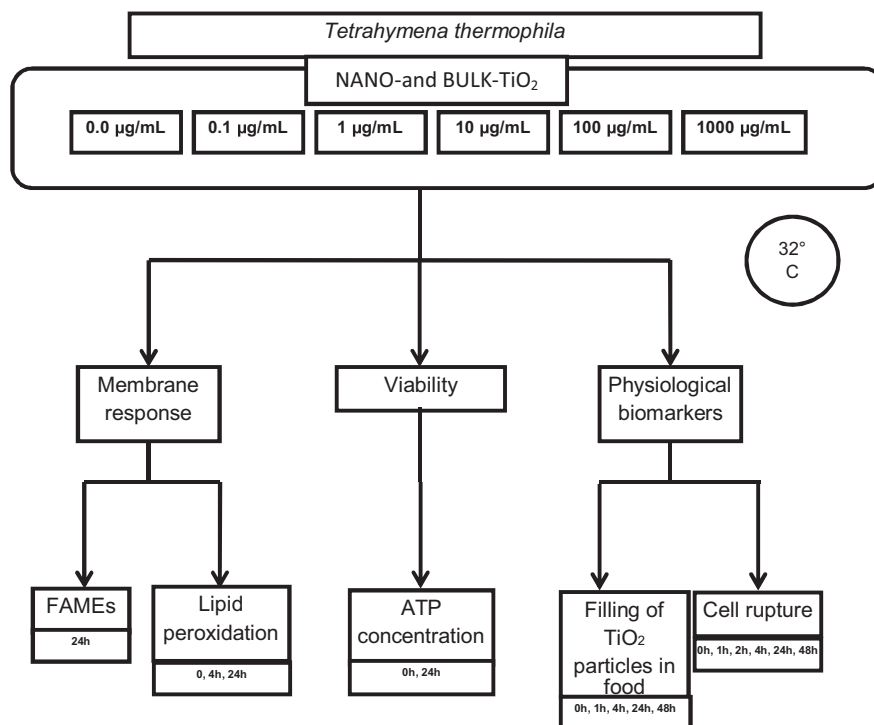 Tetrahymena thermophila
NANO-and BULK-TiO₂
0.0 µg/mL
0.1 µg/mL
1 µg/mL
10 µg/mL
100 µg/mL
1000 µg/mL
32°
C
Membrane
response
Viability
Physiological
biomarkers
FAMEs
24h
Lipid
peroxidation
0, 4h, 24h
ATP
concentration
0h, 24h
Filling of
TiO₂
particles in
food
0h, 1h, 4h, 24h, 48h
Cell rupture
0h, 1h, 2h, 4h, 24h, 48h